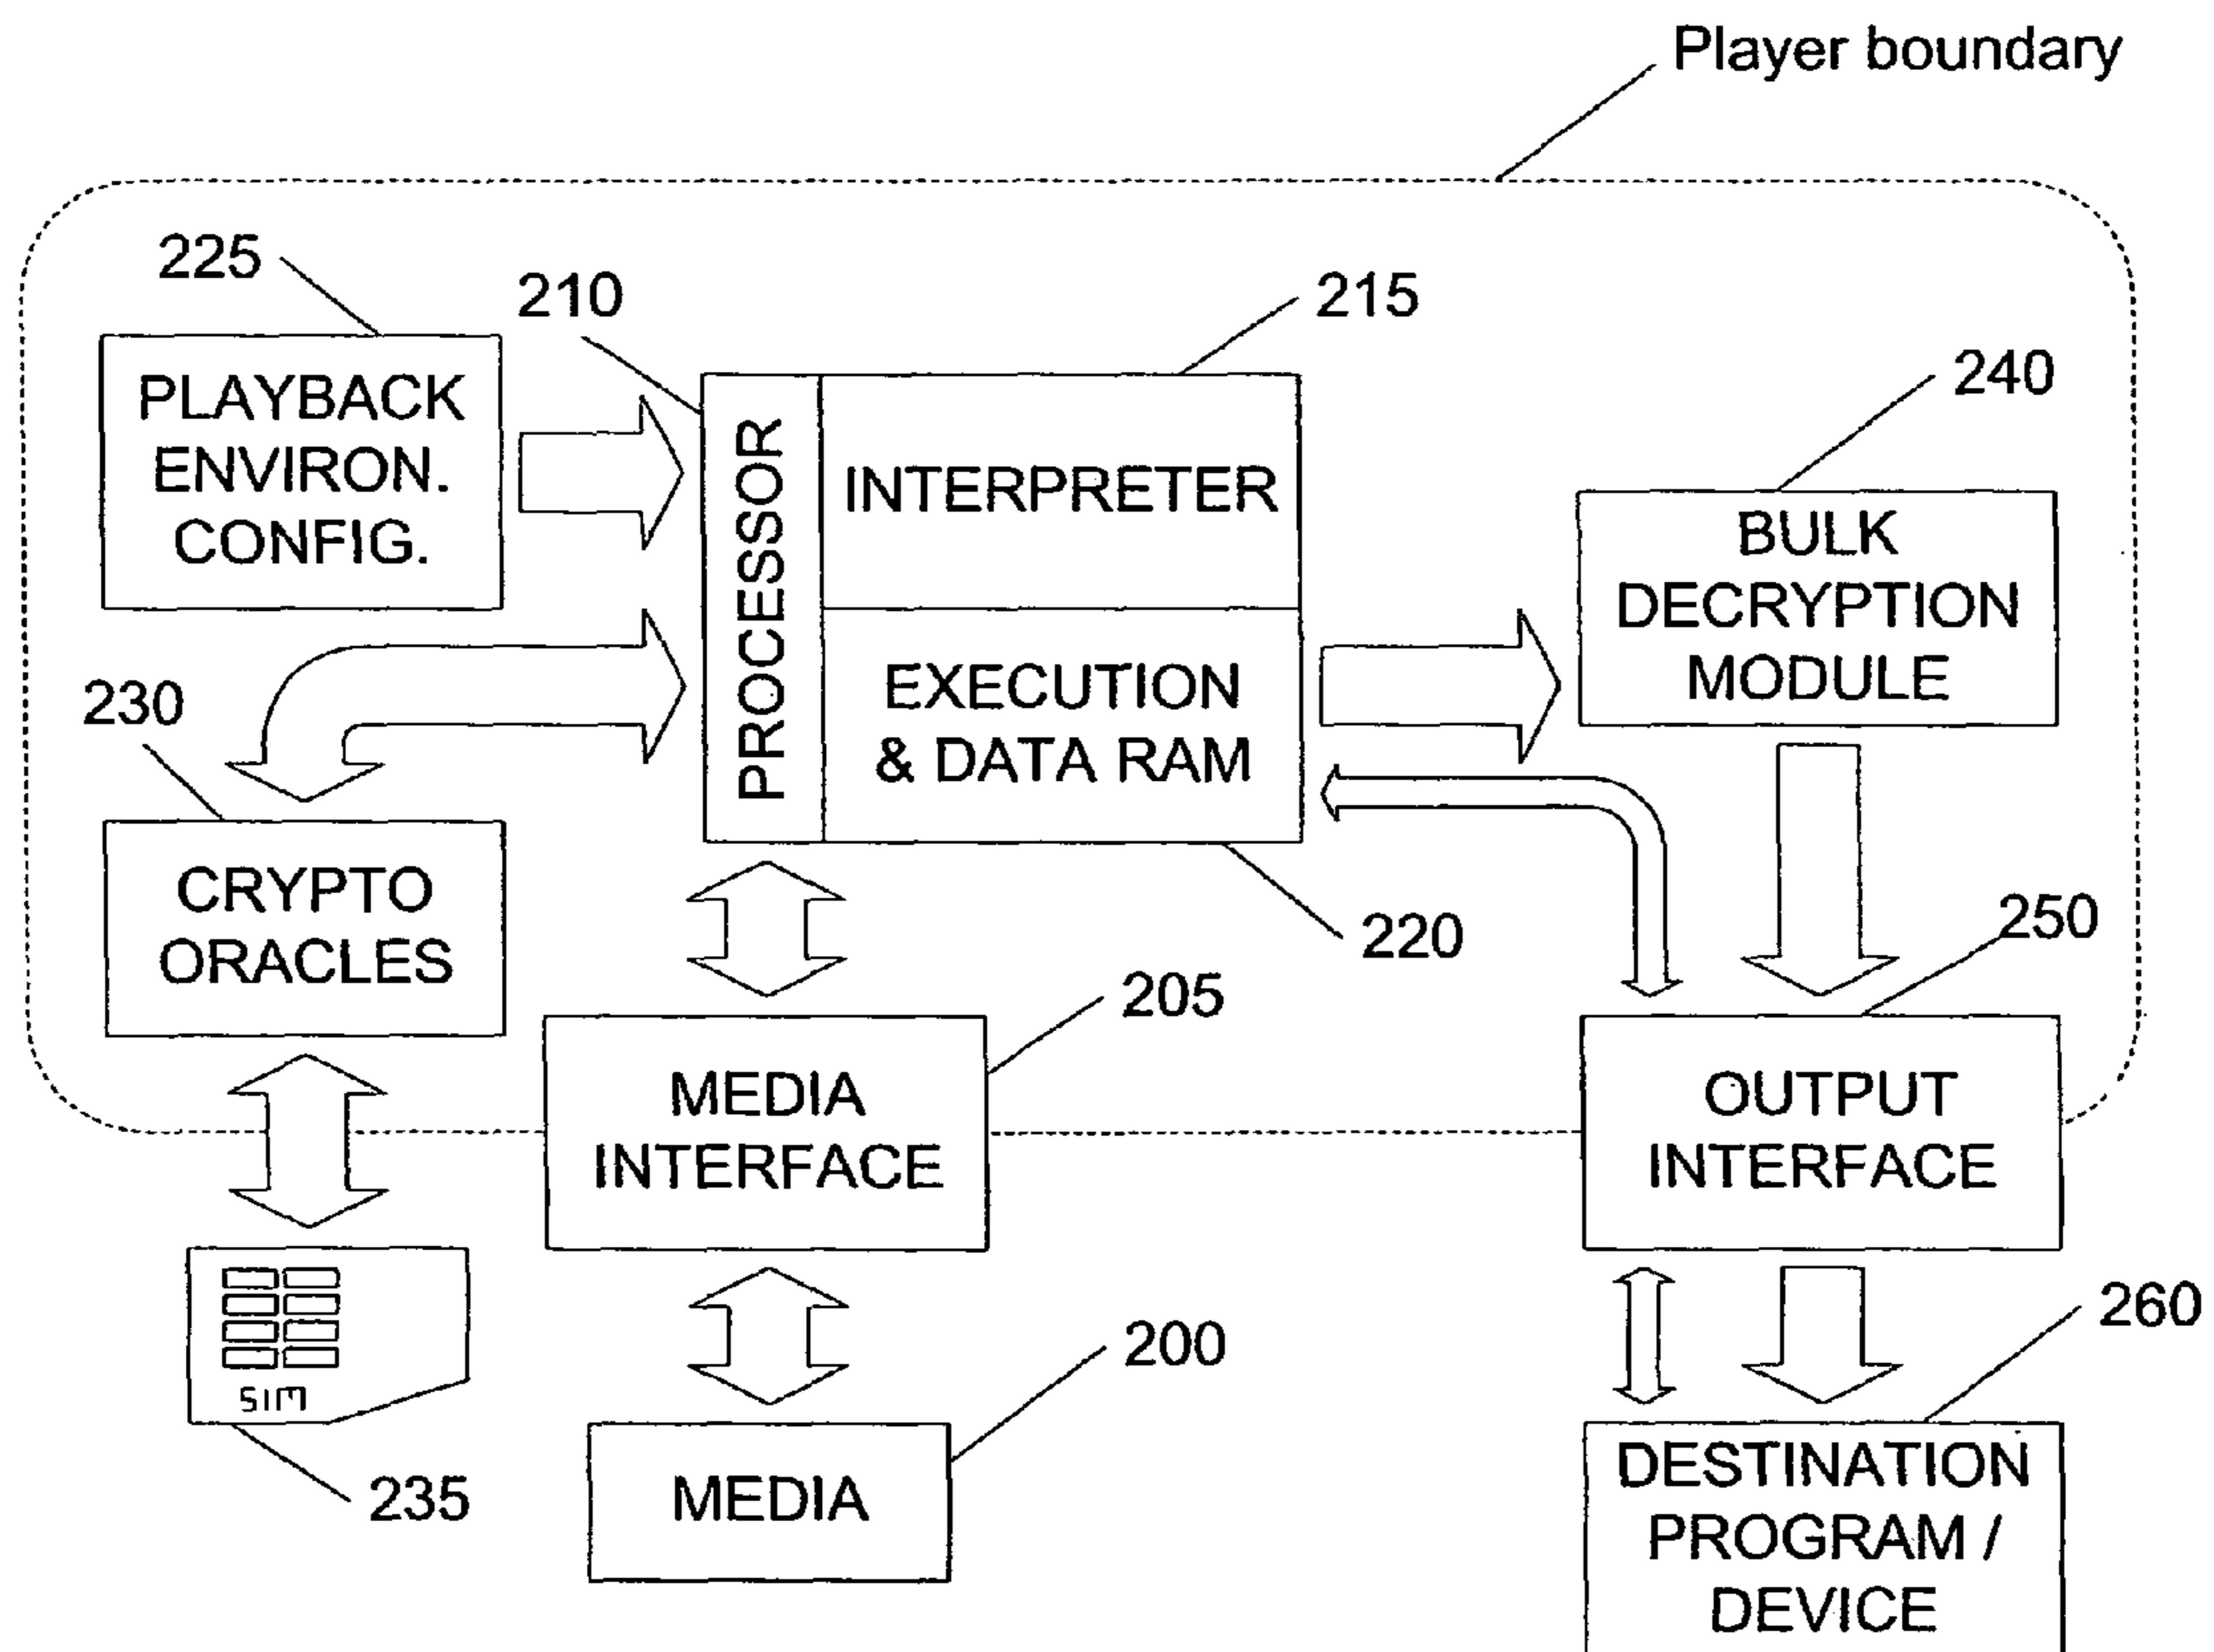 Player boundary
225
210
215
240
PLAYBACK
ENVIRON.
CONFIG.
PROCESSOR
INTERPRETER
EXECUTION
& DATA RAM
BULK
DECRYPTION
MODULE
230
CRYPTO
ORACLES
220
250
205
MEDIA
INTERFACE
OUTPUT
INTERFACE
SIM
235
200
MEDIA
260
DESTINATION
PROGRAM /
DEVICE